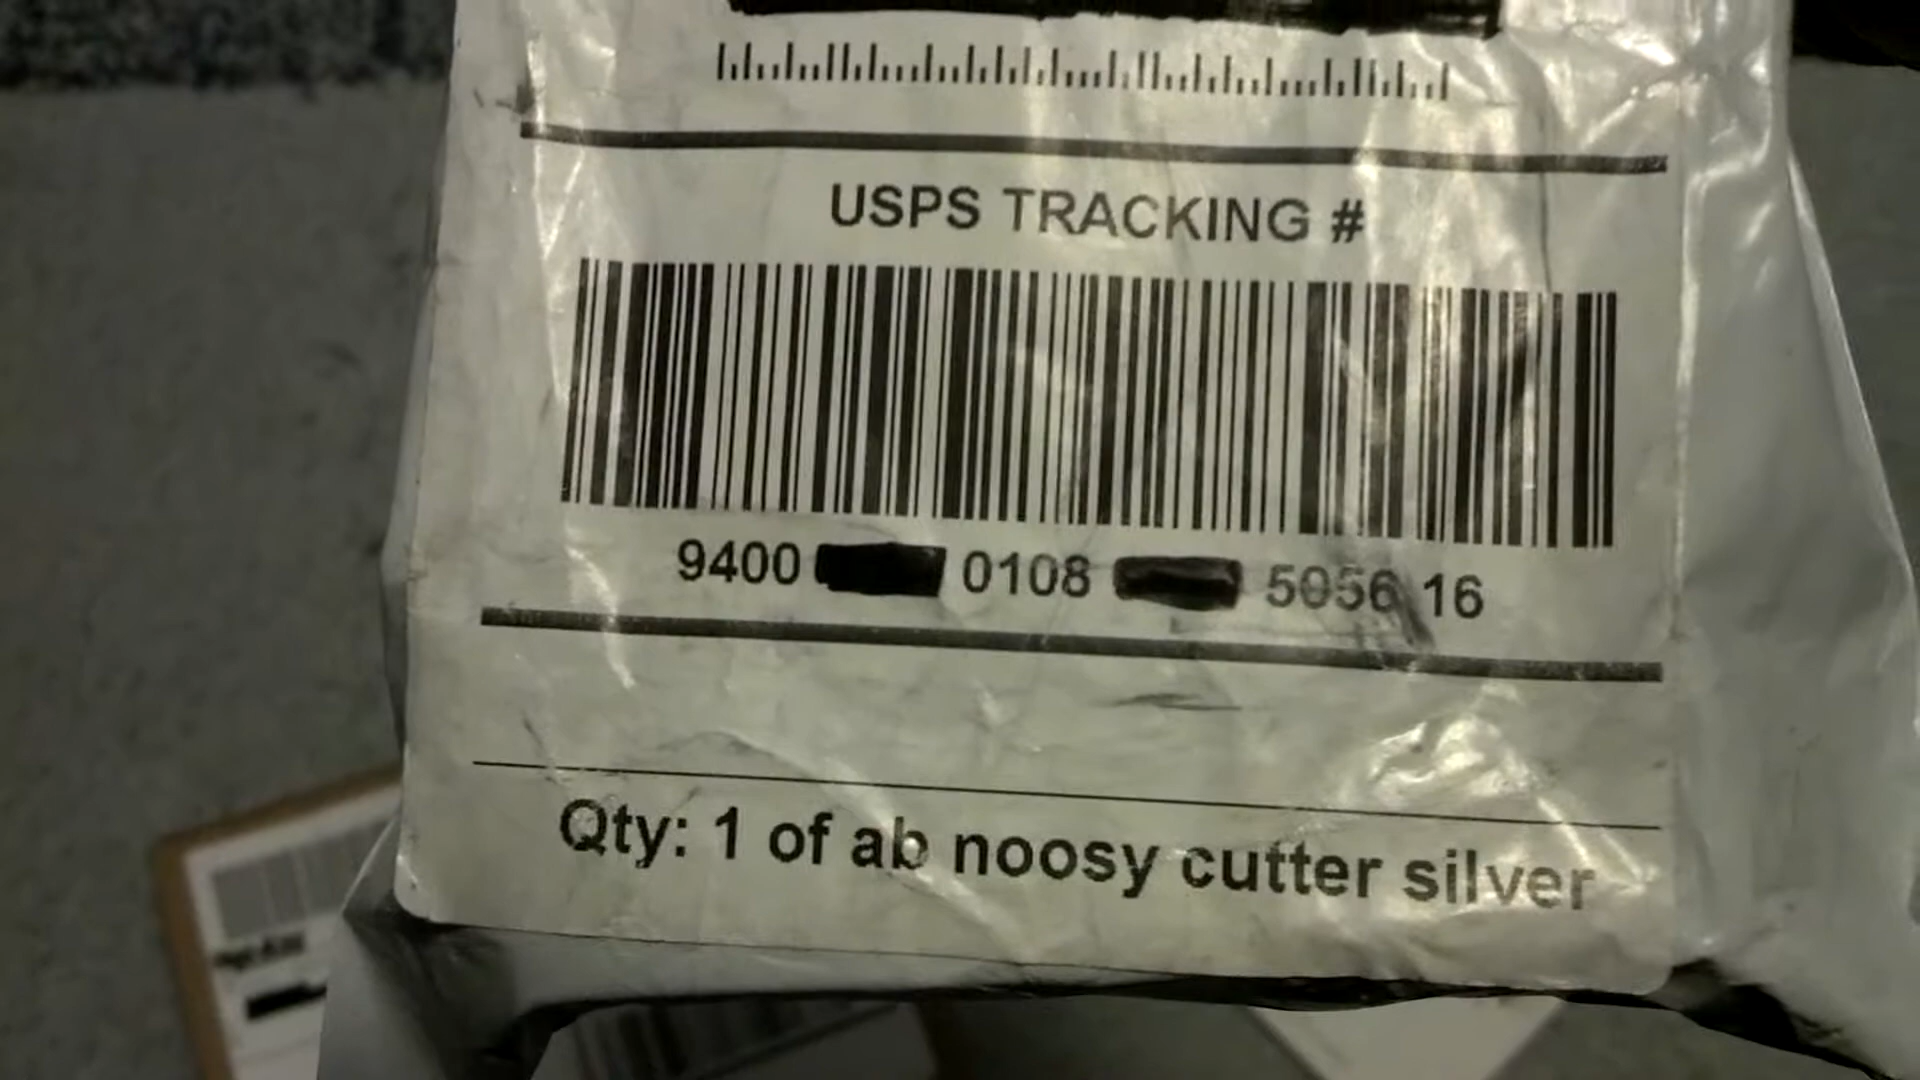 USPS TRACKING #
9400 0108 5056 16
Qty: 1 of ab noosy cutter silver